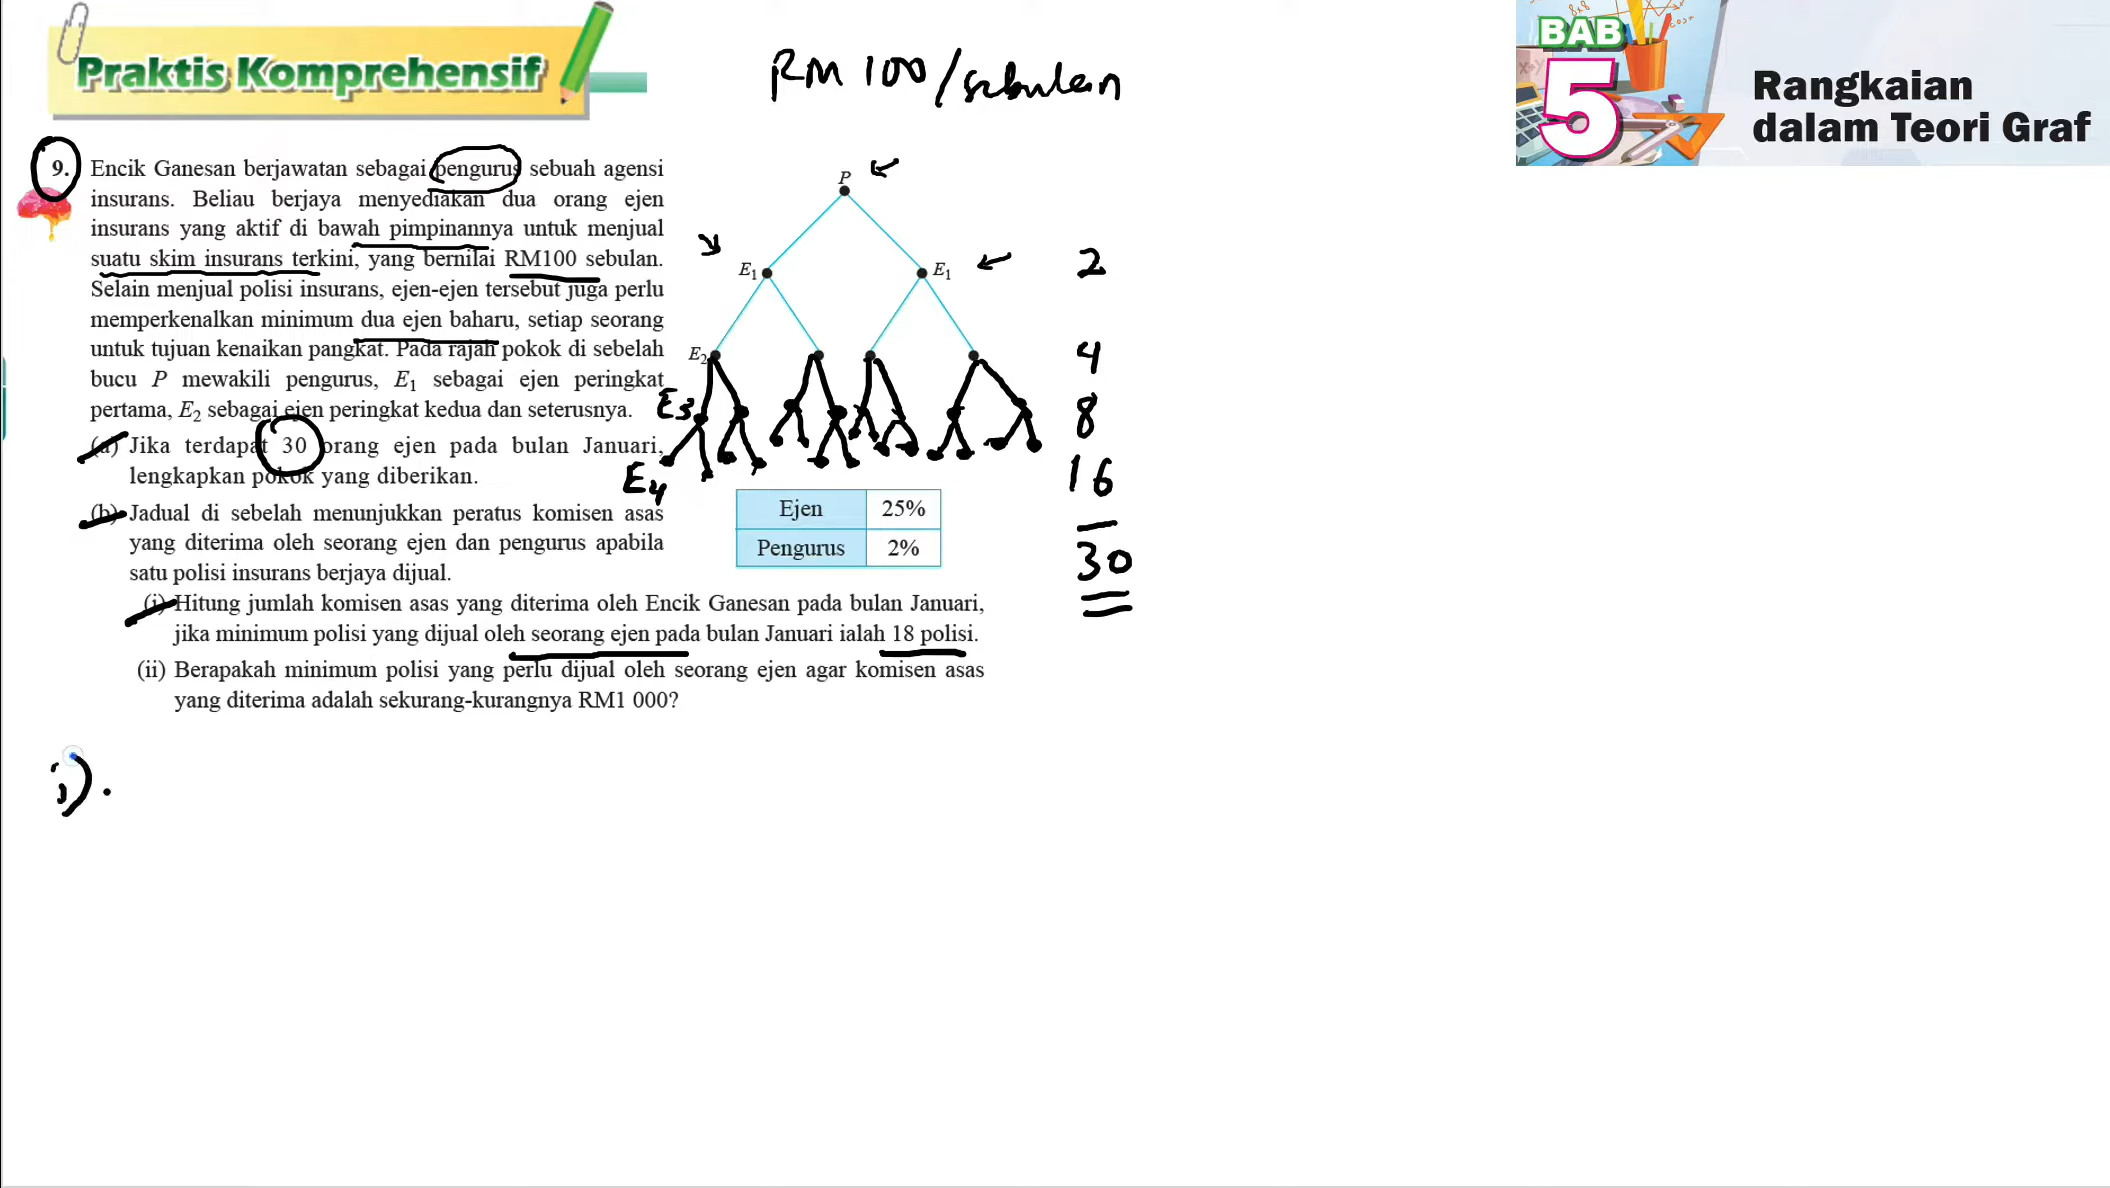 Praktis Komprehensif
RM 100 / sebulan
BAB
5
Rangkaian
dalam Teori Graf
9. Encik Ganesan berjawatan sebagai pengurus sebuah agensi
insurans. Beliau berjaya menyediakan dua orang ejen
insurans yang aktif di bawah pimpinannya untuk menjual
suatu skim insurans terkini, yang bernilai RM100 sebulan.
Selain menjual polisi insurans, ejen-ejen tersebut juga perlu
memperkenalkan minimum dua ejen baharu, setiap seorang
untuk tujuan kenaikan pangkat. Pada rajah pokok di sebelah
bucu P mewakili pengurus, E₁ sebagai ejen peringkat
pertama, E₂ sebagai ejen peringkat kedua dan seterusnya.
(a) Jika terdapat 30 orang ejen pada bulan Januari,
lengkapkan pokok yang diberikan.
(b) Jadual di sebelah menunjukkan peratus komisen asas
yang diterima oleh seorang ejen dan pengurus apabila
satu polisi insurans berjaya dijual.
(i) Hitung jumlah komisen asas yang diterima oleh Encik Ganesan pada bulan Januari,
jika minimum polisi yang dijual oleh seorang ejen pada bulan Januari ialah 18 polisi.
(ii) Berapakah minimum polisi yang perlu dijual oleh seorang ejen agar komisen asas
yang diterima adalah sekurang-kurangnya RM1 000?
P
E₁ E₁ 2
E₂ 4
E₃ 8
E₄ 16
30
Ejen 25%
Pengurus 2%
i).